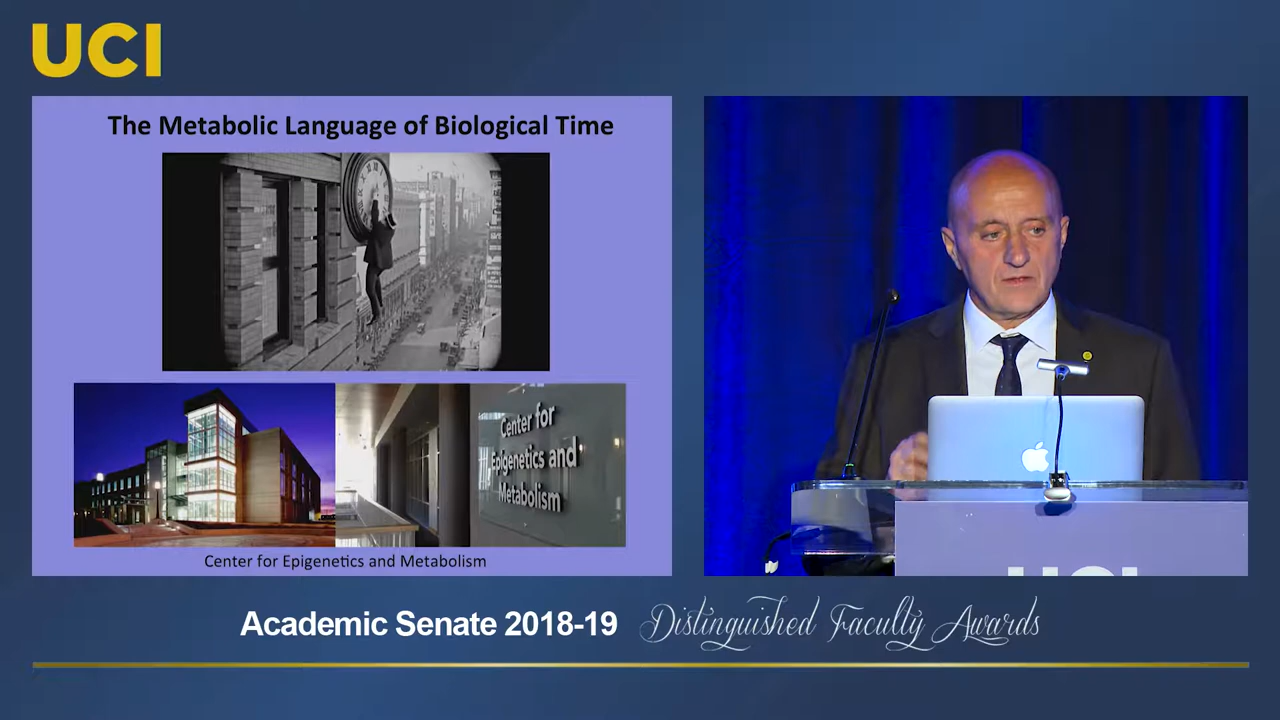 UCI
The Metabolic Language of Biological Time
Center for
Epigenetics and
Metabolism
Center for Epigenetics and Metabolism
UCI
Academic Senate 2018-19 Distinguished Faculty Awards